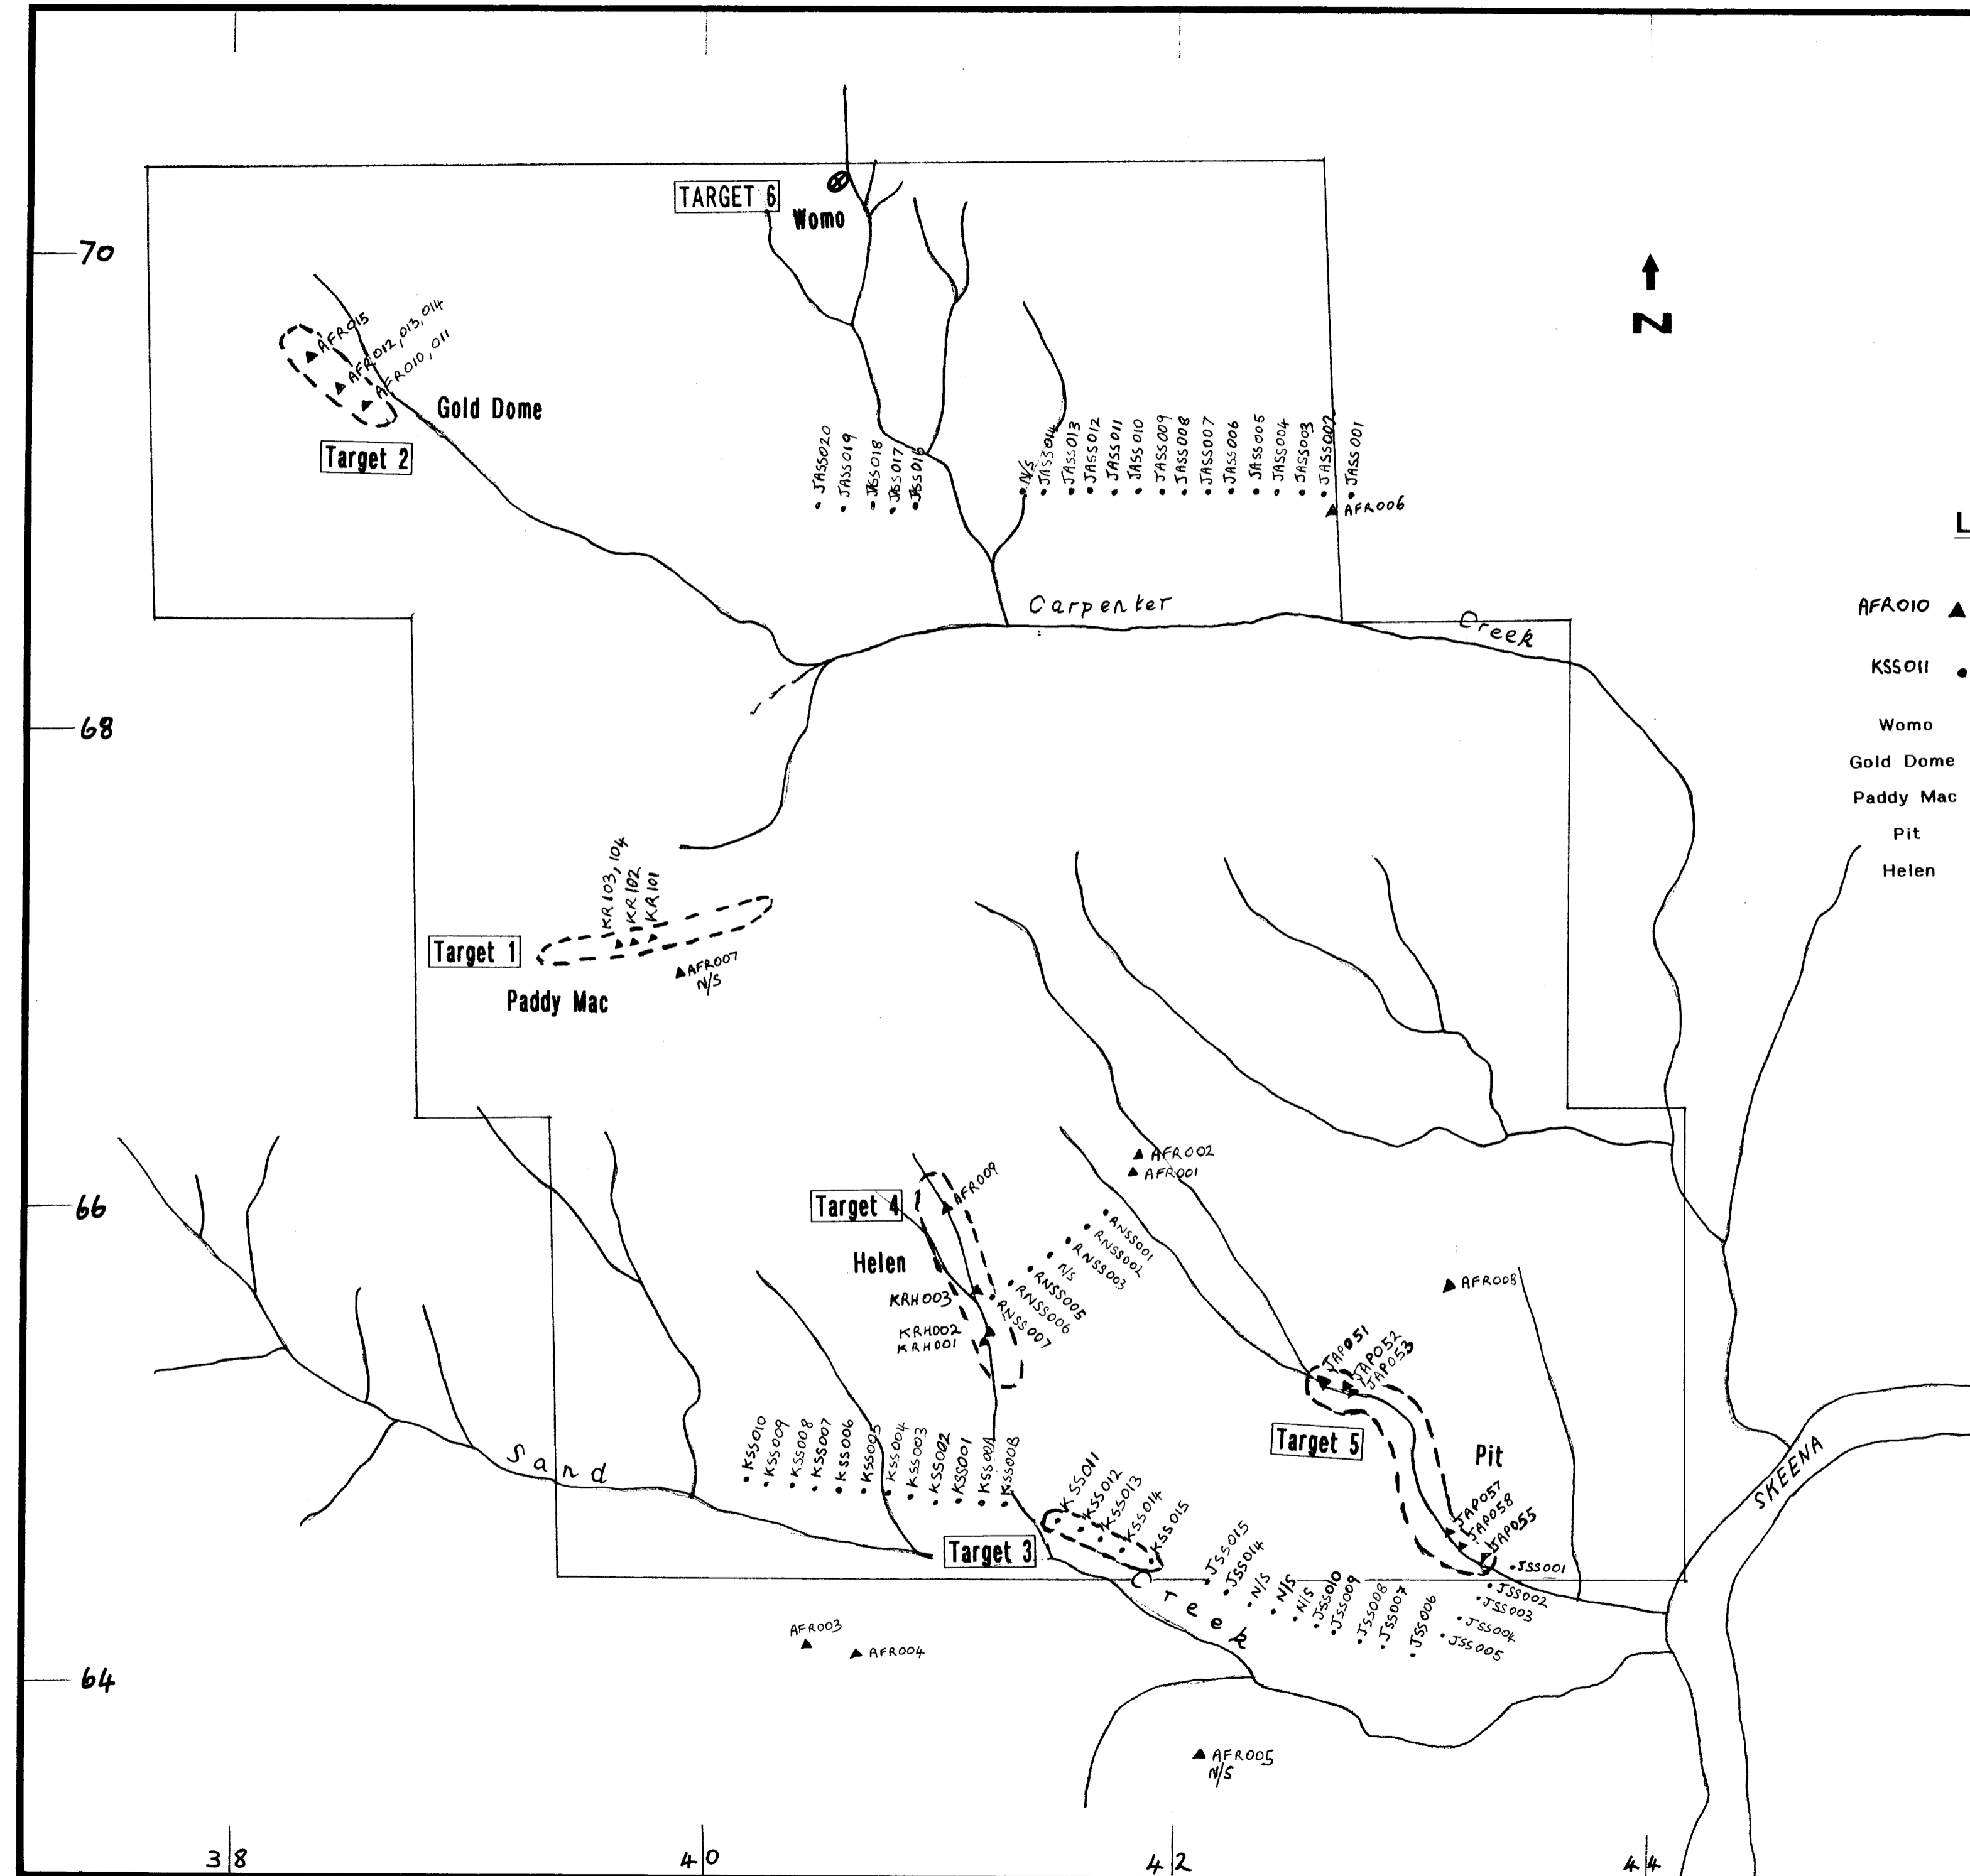 TARGET 6
Womo
70
AFR015
AFR012,013,014
AFR010,011
Gold Dome
Target 2
JASS020
JASS019
JASS018
JASS017
JASS016
N/S
JASS014
JASS013
JASS012
JASS011
JASS010
JASS009
JASS008
JASS007
JASS006
JASS005
JASS004
JASS003
JASS002
JASS001
AFR006
N
L
AFR010
KSS011
Womo
Gold Dome
Paddy Mac
Pit
Helen
Carpenter Creek
68
KR103,104
KR102
KR101
Target 1
AFR007
N/S
Paddy Mac
AFR002
AFR001
66
Target 4
AFR009
Helen
RNSS001
RNSS002
RNSS003
N/S
RNSS005
RNSS006
RNSS007
KRH003
KRH002
KRH001
AFR008
JAP051
JAP052
JAP053
Target 5
Pit
SKEENA
Sand Creek
KSS010
KSS009
KSS008
KSS007
KSS006
KSS005
KSS004
KSS003
KSS002
KSS001
KSS00A
KSS00B
KSS011
KSS012
KSS013
KSS014
KSS015
Target 3
JAP057
JAP058
JAP055
JSS015
JSS014
N/S
N/S
N/S
JSS010
JSS009
JSS008
JSS007
JSS006
JSS001
JSS002
JSS003
JSS004
JSS005
AFR003
AFR004
64
AFR005
N/S
38
40
42
44